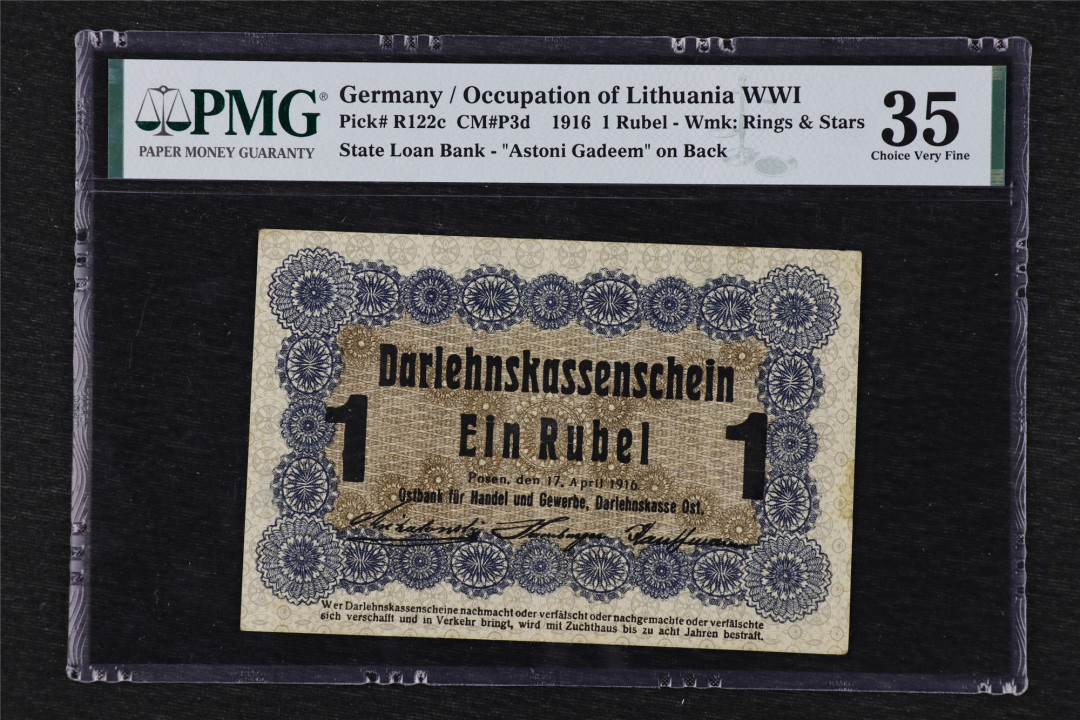 PMG®
PAPER MONEY GUARANTY
Germany / Occupation of Lithuania WWI
Pick# R122c CM#P3d 1916 1 Rubel - Wmk: Rings & Stars
State Loan Bank - "Astoni Gadeem" on Back
35
Choice Very Fine
Darlehnskassenschein
1 Ein Rubel 1
Posen, den 17. April 1916
Ostbank für Handel und Gewerbe, Darlehnskasse Ost.
Kauffmann
Wer Darlehnskassenscheine nachmacht oder verfälscht oder nachgemachte oder verfälschte
sich verschafft und in Verkehr bringt, wird mit Zuchthaus bis zu acht Jahren bestraft.